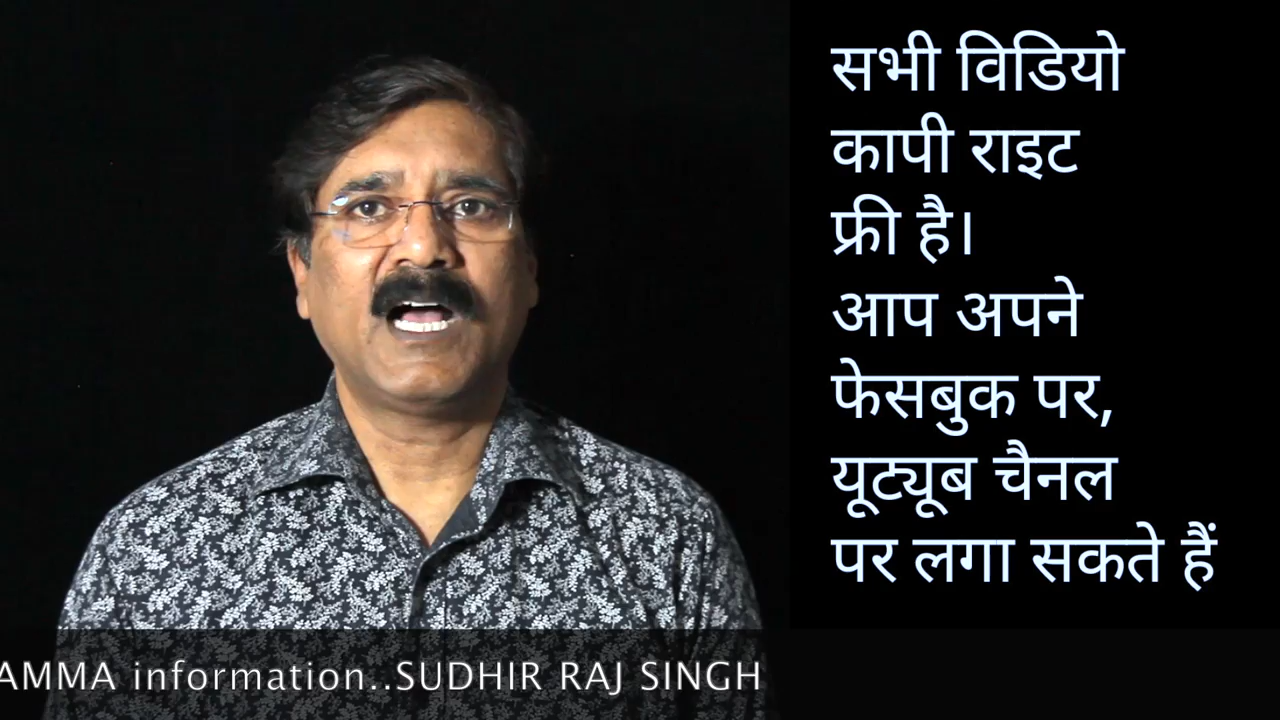 सभी विडियो
कापी राइट
फ्री है।
आप अपने
फेसबुक पर,
यूट्यूब चैनल
पर लगा सकते हैं
AMMA information..SUDHIR RAJ SINGH